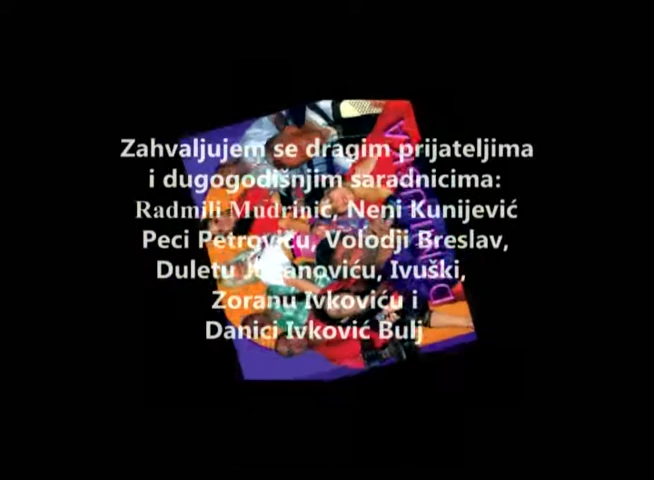 Zahvaljujem se dragim prijateljima
i dugogodišnjim saradnicima:
Radmili Mudrinić, Neni Kunijević
Peci Petroviću, Volodji Breslav,
Duletu Ivuški,
Zoranu Ivkoviću i
Danici Ivković Bulj